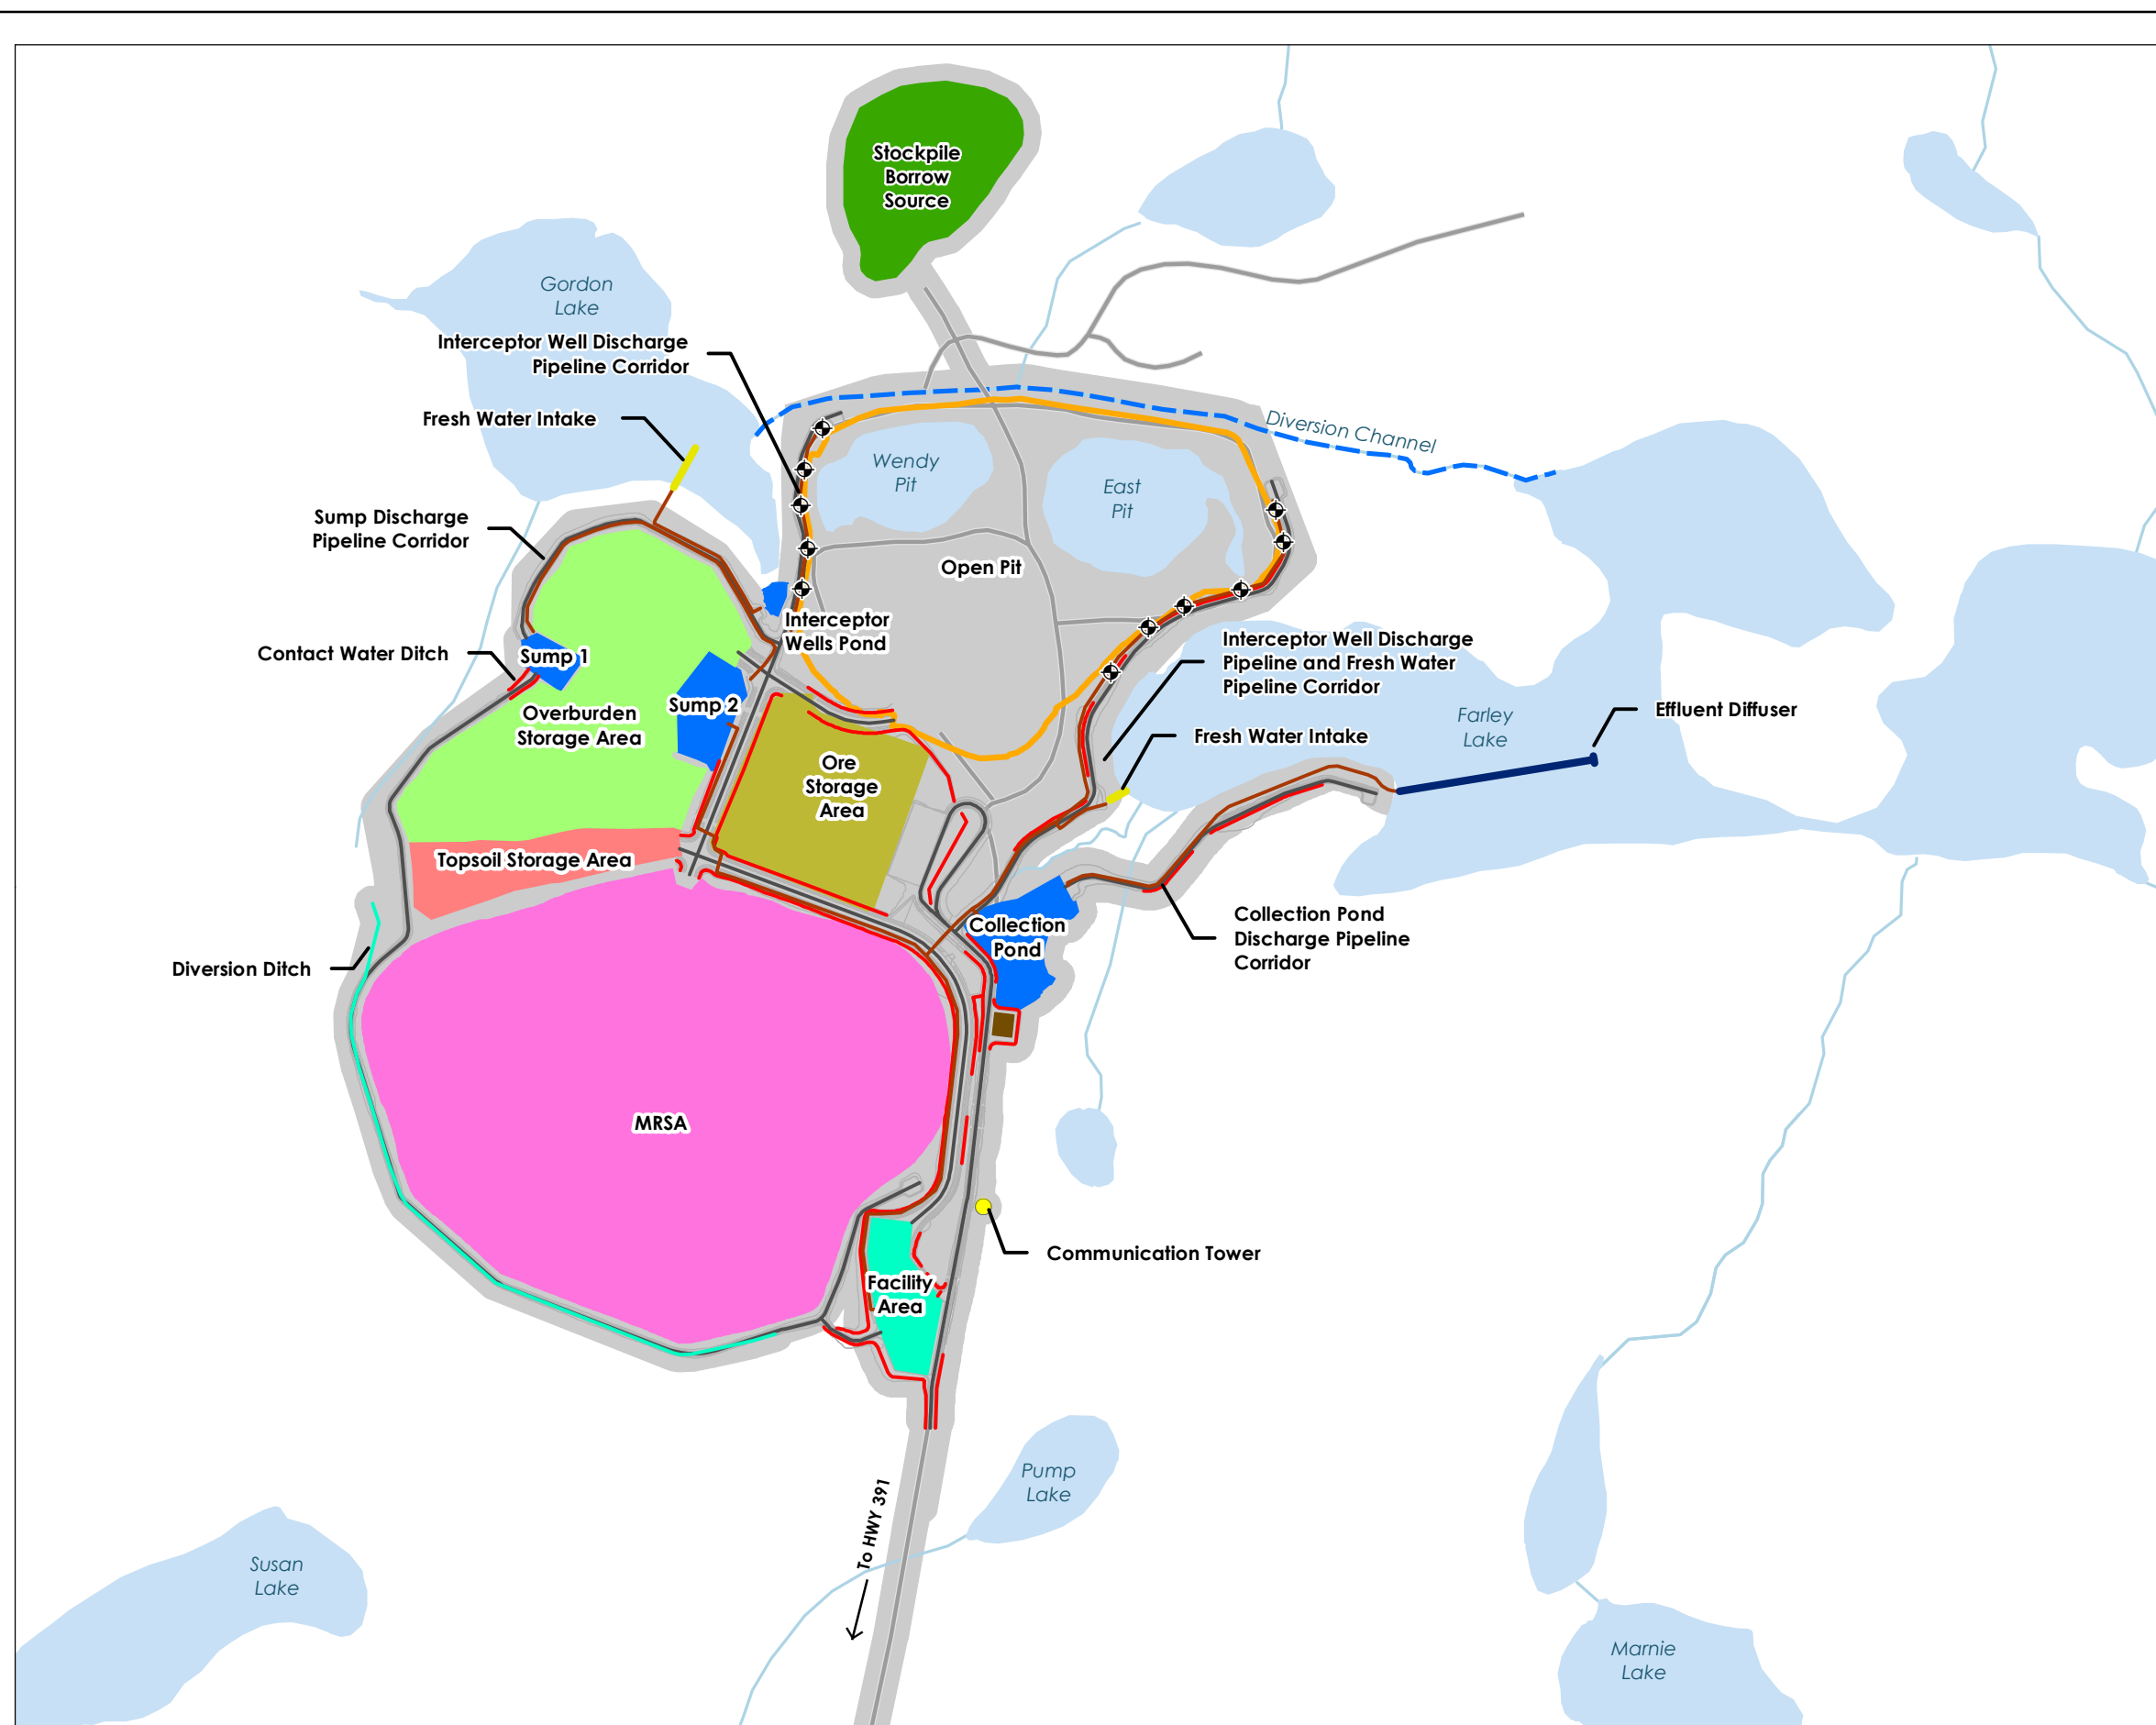 Stockpile
Borrow
Source
Gordon
Lake
Interceptor Well Discharge
Pipeline Corridor
Fresh Water Intake
Diversion Channel
Wendy
Pit
East
Pit
Sump Discharge
Pipeline Corridor
Open Pit
Interceptor
Wells Pond
Contact Water Ditch
Sump 1
Interceptor Well Discharge
Pipeline and Fresh Water
Pipeline Corridor
Sump 2
Overburden
Storage Area
Farley
Lake
Effluent Diffuser
Fresh Water Intake
Ore
Storage
Area
Topsoil Storage Area
Collection
Pond
Collection Pond
Discharge Pipeline
Corridor
Diversion Ditch
MRSA
Communication Tower
Facility
Area
Pump
Lake
To HWY 391
Susan
Lake
Marnie
Lake